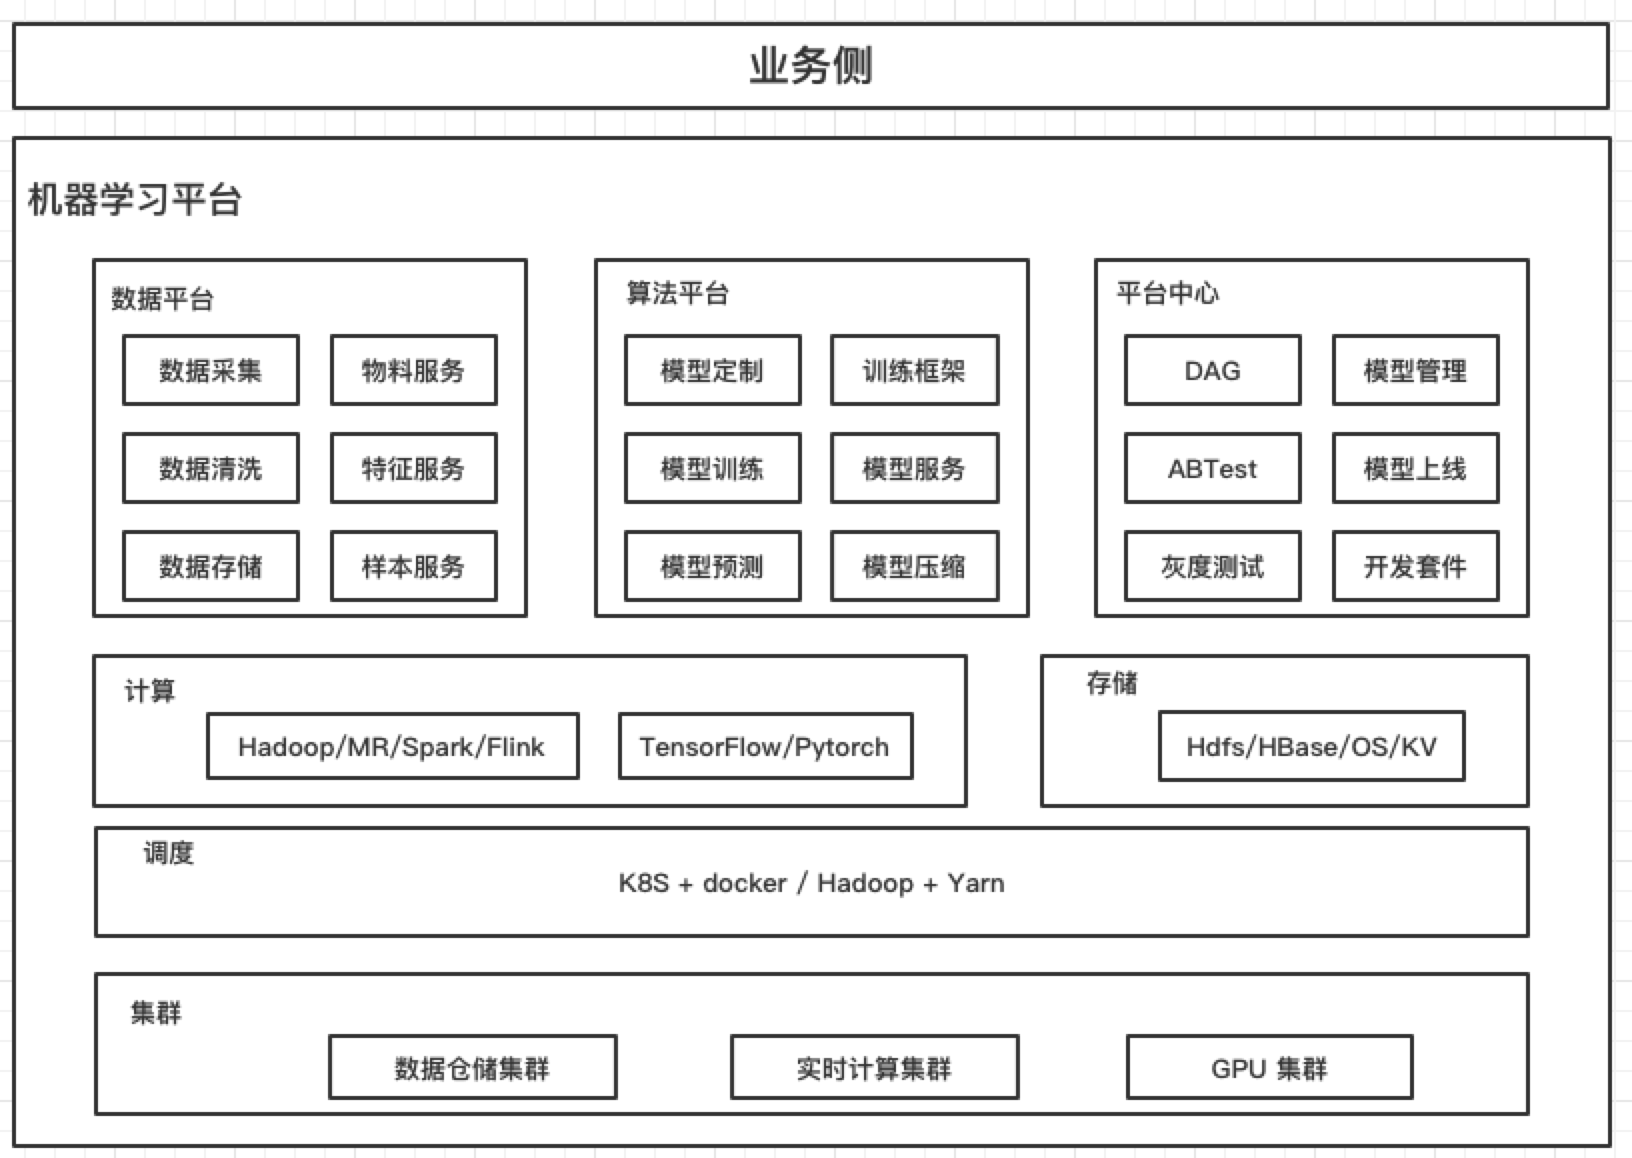 业务侧
机器学习平台
数据平台
数据采集
物料服务
数据清洗
特征服务
数据存储
样本服务
算法平台
模型定制
训练框架
模型训练
模型服务
模型预测
模型压缩
平台中心
DAG
模型管理
ABTest
模型上线
灰度测试
开发套件
计算
Hadoop/MR/Spark/Flink
TensorFlow/Pytorch
存储
Hdfs/HBase/OS/KV
调度
K8S + docker / Hadoop + Yarn
集群
数据仓储集群
实时计算集群
GPU 集群